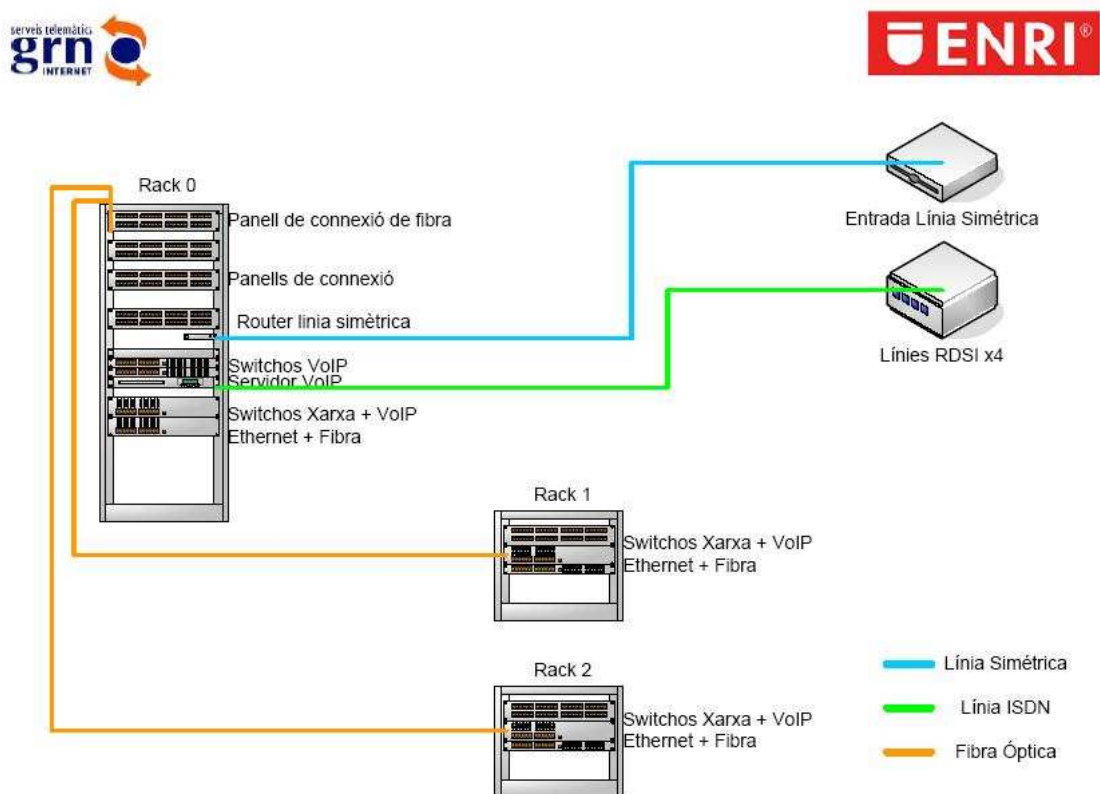 serveis telemàtics
grn
INTERNET
ENRI®
Rack 0
Panell de connexió de fibra
Panells de connexió
Router linia simètrica
Switchos VoIP
Servidor VoIP
Switchos Xarxa + VoIP
Ethernet + Fibra
Entrada Línia Simétrica
Línies RDSI x4
Rack 1
Switchos Xarxa + VoIP
Ethernet + Fibra
Rack 2
Switchos Xarxa + VoIP
Ethernet + Fibra
Línia Simétrica
Línia ISDN
Fibra Óptica